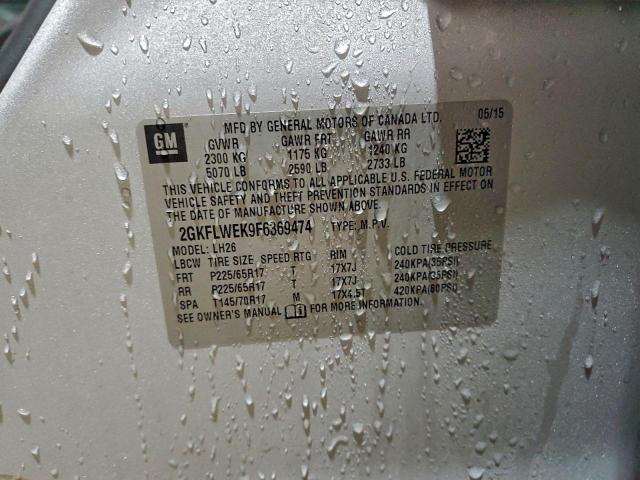 GM
MFD BY GENERAL MOTORS OF CANADA LTD. 05/15
GVWR GAWR FRT GAWR RR
2300 KG 1175 KG 1240 KG
5070 LB 2590 LB 2733 LB
THIS VEHICLE CONFORMS TO ALL APPLICABLE U.S. FEDERAL MOTOR
VEHICLE SAFETY AND THEFT PREVENTION STANDARDS IN EFFECT ON
THE DATE OF MANUFACTURE SHOWN ABOVE.
2GKFLWEK9F6369474 TYPE: M.P.V.
MODEL: LH26
LBCW TIRE SIZE SPEED RTG RIM COLD TIRE PRESSURE
FRT P225/65R17 T 17X7J 240KPA(35PSI)
RR P225/65R17 T 17X7J 240KPA(35PSI)
SPA T145/70R17 M 17X4.5T 420KPA(60PSI)
SEE OWNER'S MANUAL FOR MORE INFORMATION.